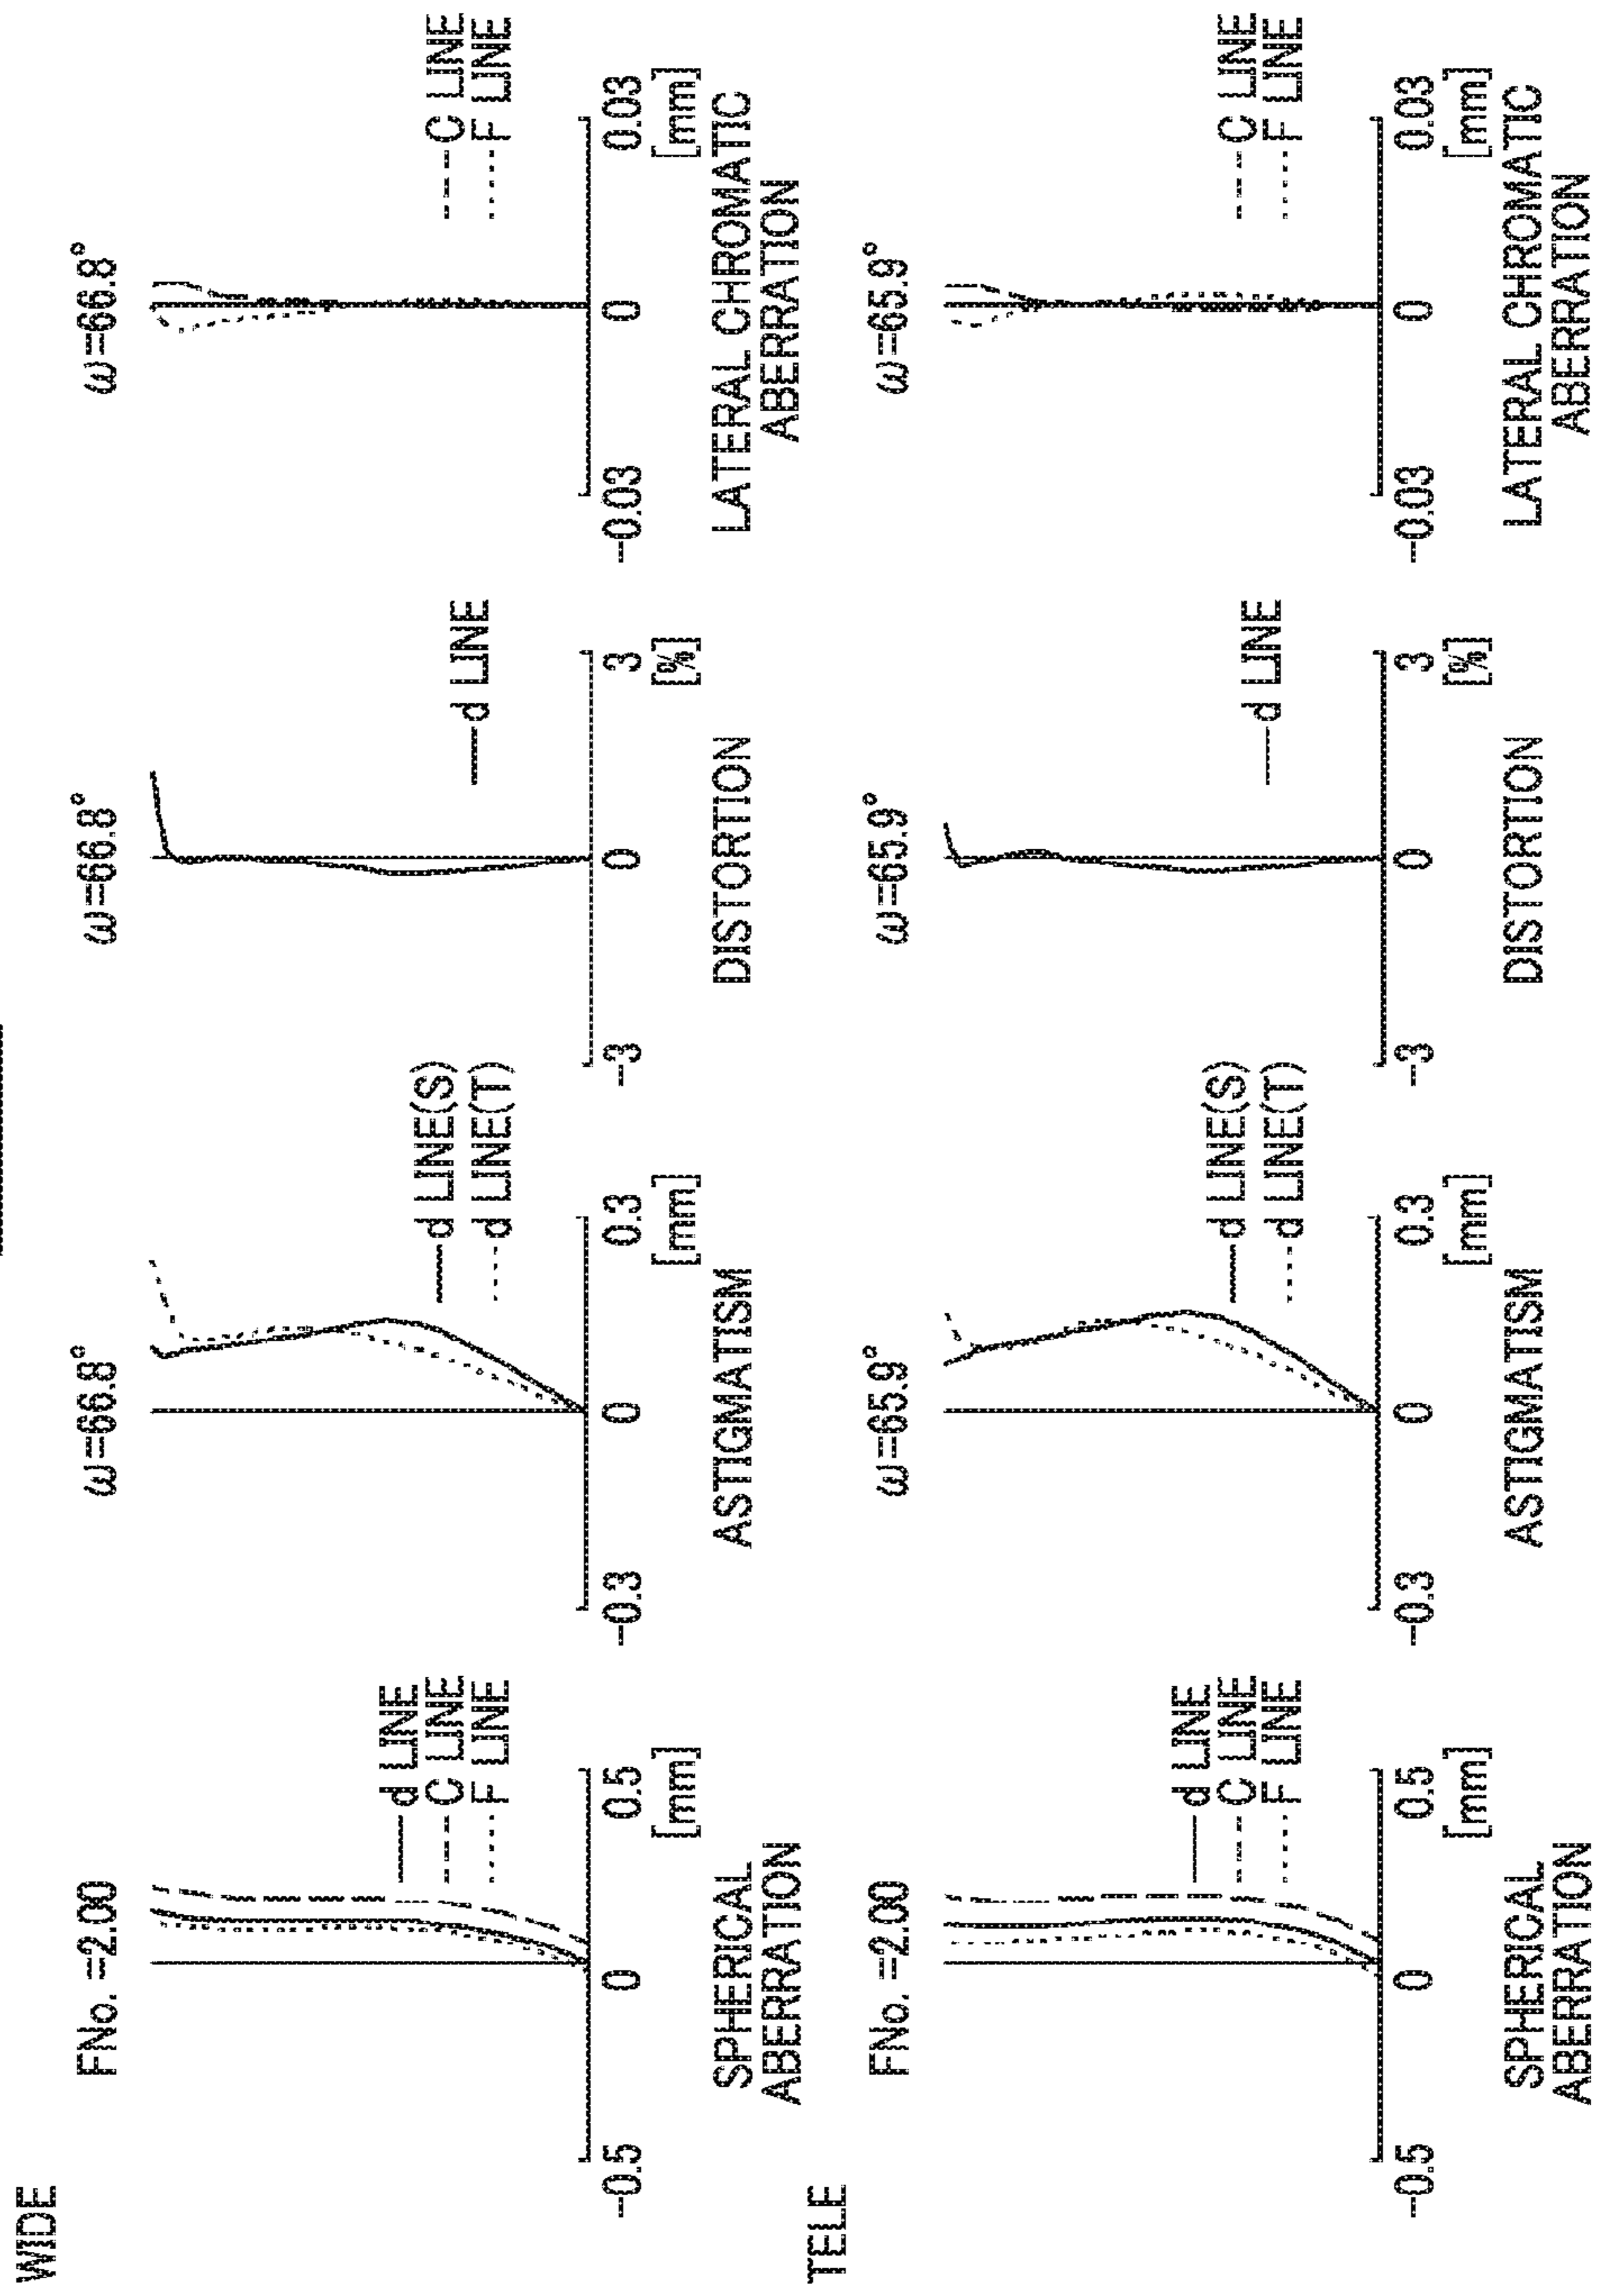 WIDE
FNo. =2.00
d LINE
C LINE
F LINE
-0.5
0
0.5
[mm]
SPHERICAL
ABERRATION
ω=66.8°
d LINE(S)
d LINE(T)
-0.3
0
0.3
[mm]
ASTIGMATISM
ω=66.8°
d LINE
-3
0
3
[%]
DISTORTION
ω=66.8°
C LINE
F LINE
-0.03
0
0.03
[mm]
LATERAL CHROMATIC
ABERRATION
TELE
FNo. =2.00
d LINE
C LINE
F LINE
-0.5
0
0.5
[mm]
SPHERICAL
ABERRATION
ω=65.9°
d LINE(S)
d LINE(T)
-0.3
0
0.3
[mm]
ASTIGMATISM
ω=65.9°
d LINE
-3
0
3
[%]
DISTORTION
ω=65.9°
C LINE
F LINE
-0.03
0
0.03
[mm]
LATERAL CHROMATIC
ABERRATION